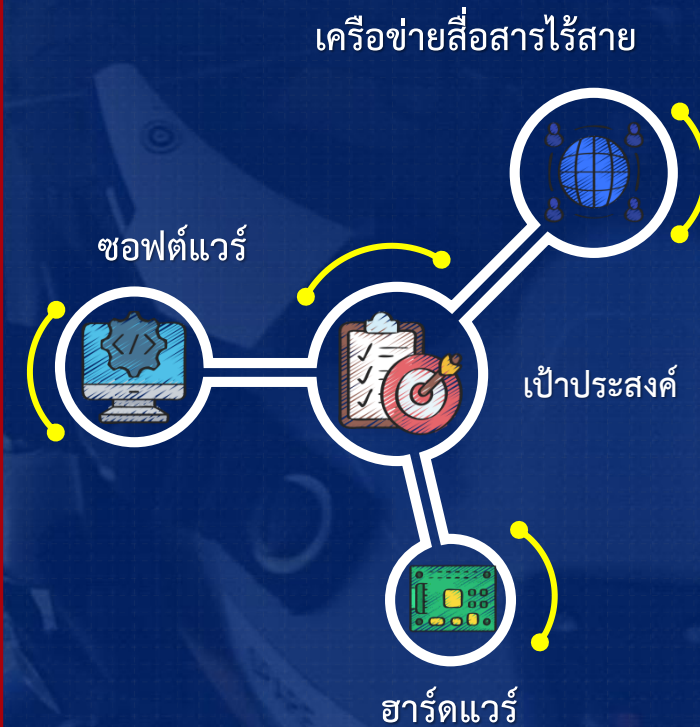 เครือข่ายสื่อสารไร้สาย
ซอฟต์แวร์
</>
เป้าประสงค์
ฮาร์ดแวร์